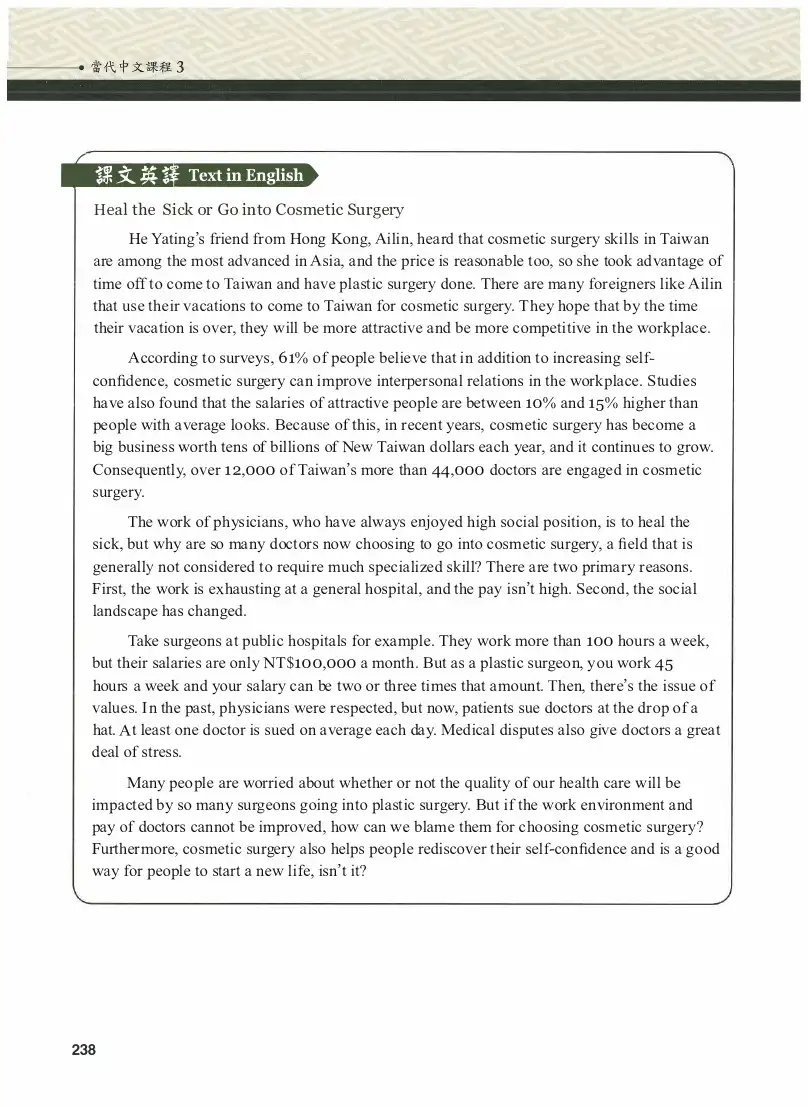 當代中文課程 3
課文英譯 Text in English
Heal the Sick or Go into Cosmetic Surgery
He Yating's friend from Hong Kong, Ailin, heard that cosmetic surgery skills in Taiwan
are among the most advanced in Asia, and the price is reasonable too, so she took advantage of
time off to come to Taiwan and have plastic surgery done. There are many foreigners like Ailin
that use their vacations to come to Taiwan for cosmetic surgery. They hope that by the time
their vacation is over, they will be more attractive and be more competitive in the workplace.
According to surveys, 61% of people believe that in addition to increasing self-
confidence, cosmetic surgery can improve interpersonal relations in the workplace. Studies
have also found that the salaries of attractive people are between 10% and 15% higher than
people with average looks. Because of this, in recent years, cosmetic surgery has become a
big business worth tens of billions of New Taiwan dollars each year, and it continues to grow.
Consequently, over 12,000 of Taiwan's more than 44,000 doctors are engaged in cosmetic
surgery.
The work of physicians, who have always enjoyed high social position, is to heal the
sick, but why are so many doctors now choosing to go into cosmetic surgery, a field that is
generally not considered to require much specialized skill? There are two primary reasons.
First, the work is exhausting at a general hospital, and the pay isn't high. Second, the social
landscape has changed.
Take surgeons at public hospitals for example. They work more than 100 hours a week,
but their salaries are only NT$100,000 a month. But as a plastic surgeon, you work 45
hours a week and your salary can be two or three times that amount. Then, there's the issue of
values. In the past, physicians were respected, but now, patients sue doctors at the drop of a
hat. At least one doctor is sued on average each day. Medical disputes also give doctors a great
deal of stress.
Many people are worried about whether or not the quality of our health care will be
impacted by so many surgeons going into plastic surgery. But if the work environment and
pay of doctors cannot be improved, how can we blame them for choosing cosmetic surgery?
Furthermore, cosmetic surgery also helps people rediscover their self-confidence and is a good
way for people to start a new life, isn't it?
238